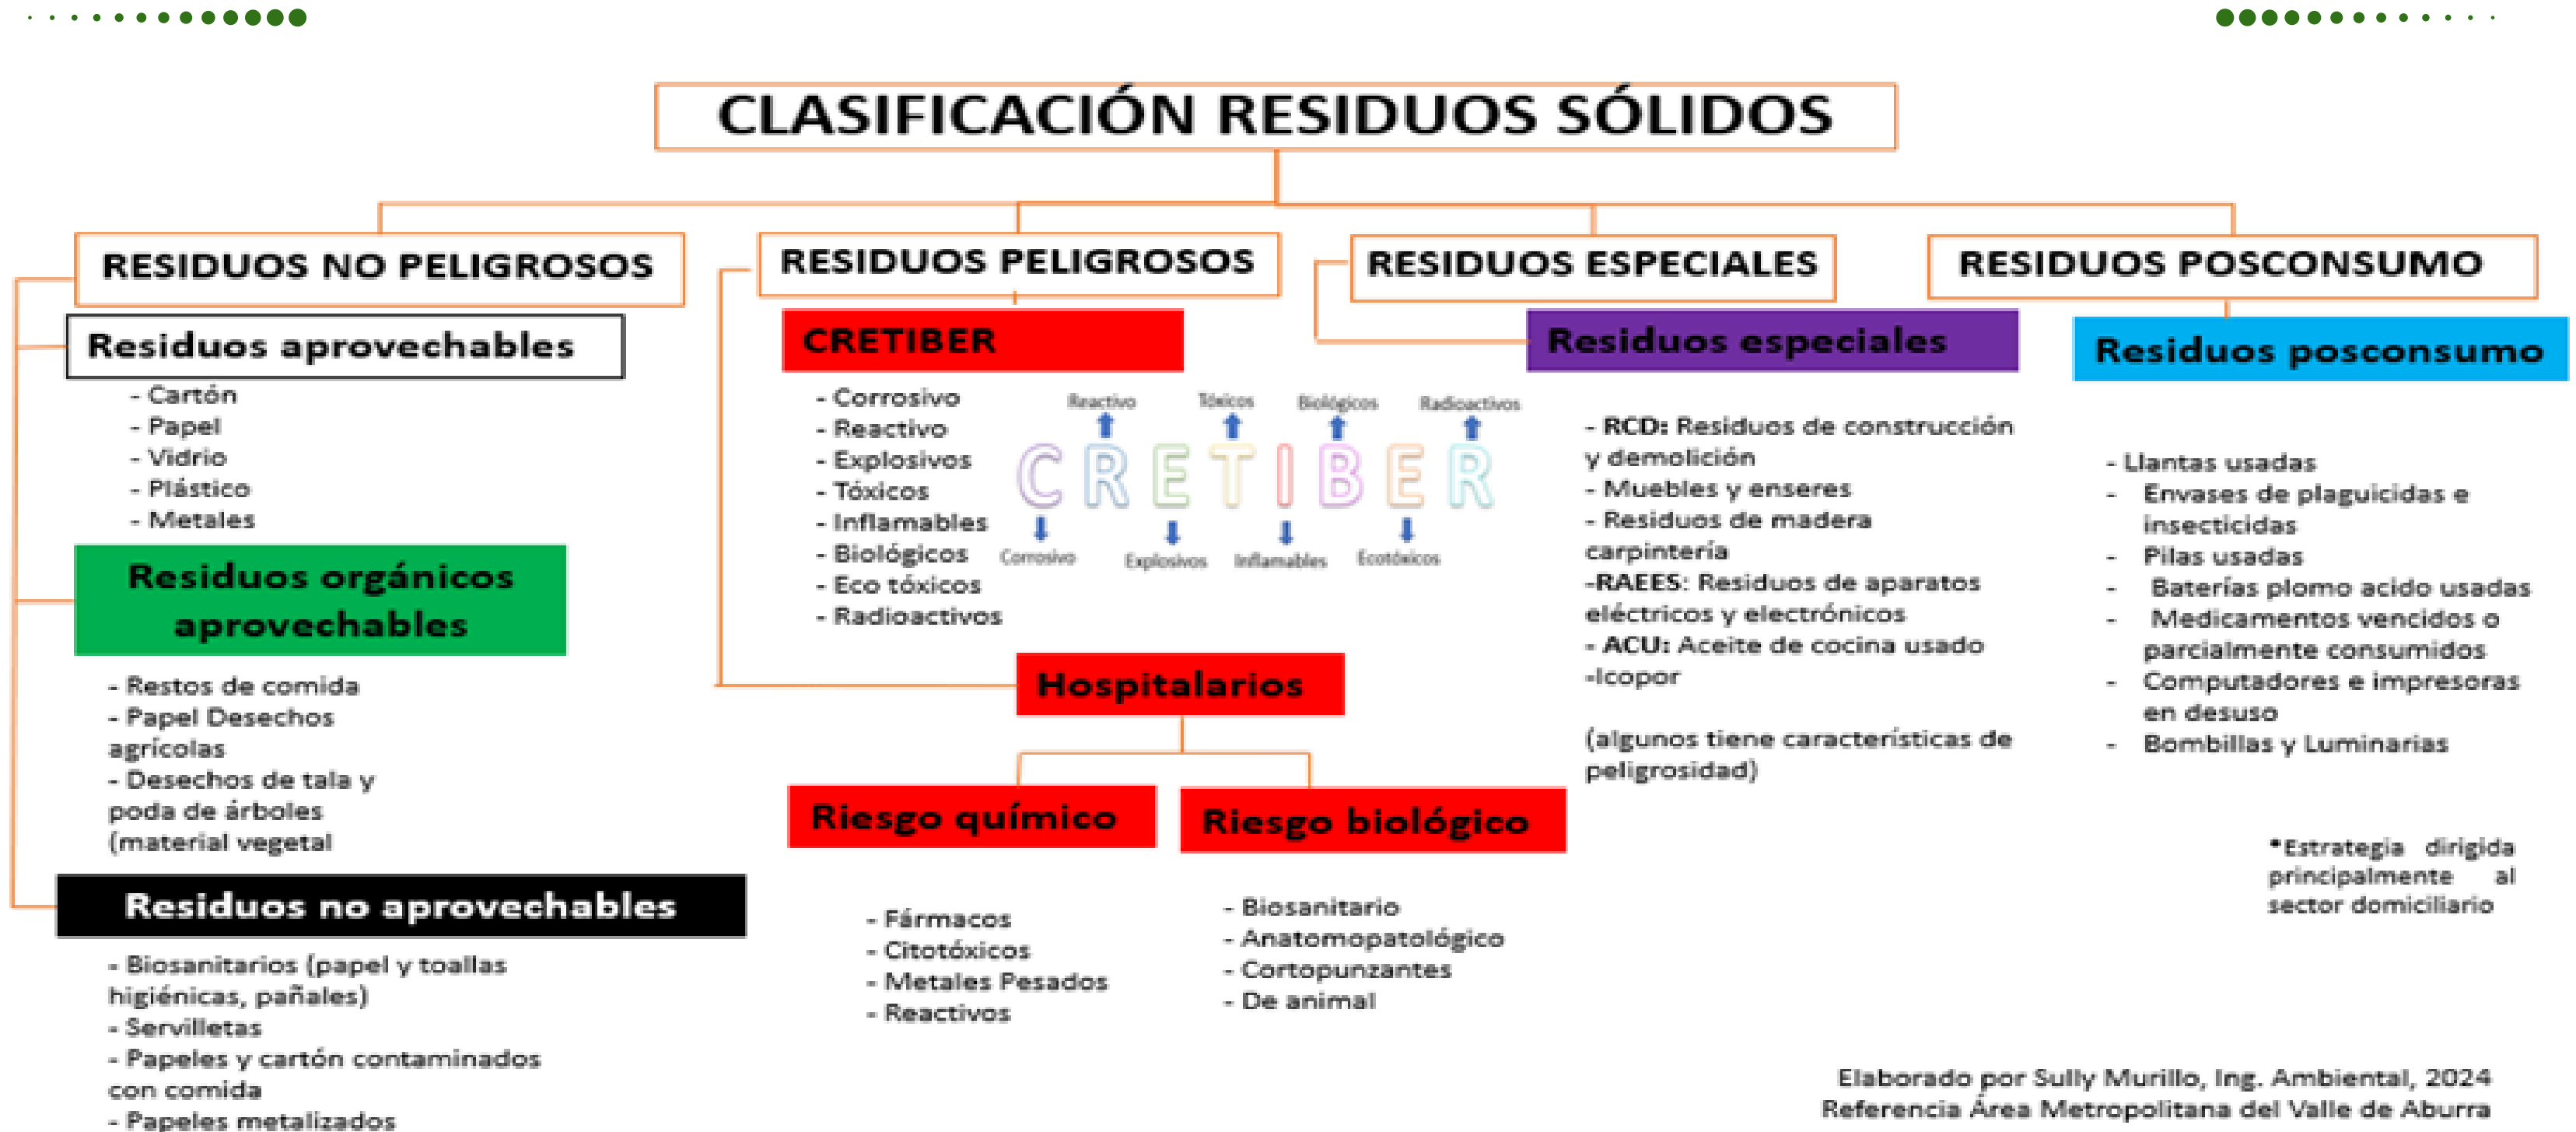 CLASIFICACIÓN RESIDUOS SÓLIDOS
RESIDUOS NO PELIGROSOS
Residuos aprovechables
- Cartón
- Papel
- Vidrio
- Plástico
- Metales
Residuos orgánicos
aprovechables
- Restos de comida
- Papel Desechos
agrícolas
- Desechos de tala y
poda de árboles
(material vegetal
Residuos no aprovechables
- Biosanitarios (papel y toallas
higiénicas, pañales)
- Servilletas
- Papeles y cartón contaminados
con comida
- Papeles metalizados
RESIDUOS PELIGROSOS
CRETIBER
- Corrosivo
- Reactivo
- Explosivos
- Tóxicos
- Inflamables
- Biológicos
- Eco tóxicos
- Radioactivos
Reactivo Tóxicos Biológicos Radioactivos
CRETIBER
Corrosivo Explosivos Inflamables Ecotóxicos
Hospitalarios
Riesgo químico
- Fármacos
- Citotóxicos
- Metales Pesados
- Reactivos
Riesgo biológico
- Biosanitario
- Anatomopatológico
- Cortopunzantes
- De animal
RESIDUOS ESPECIALES
Residuos especiales
- RCD: Residuos de construcción
y demolición
- Muebles y enseres
- Residuos de madera
carpintería
-RAEES: Residuos de aparatos
eléctricos y electrónicos
- ACU: Aceite de cocina usado
-Icopor
(algunos tiene características de
peligrosidad)
RESIDUOS POSCONSUMO
Residuos posconsumo
- Llantas usadas
- Envases de plaguicidas e
insecticidas
- Pilas usadas
- Baterías plomo acido usadas
- Medicamentos vencidos o
parcialmente consumidos
- Computadores e impresoras
en desuso
- Bombillas y Luminarias
*Estrategia dirigida
principalmente al
sector domiciliario
Elaborado por Sully Murillo, Ing. Ambiental, 2024
Referencia Área Metropolitana del Valle de Aburra